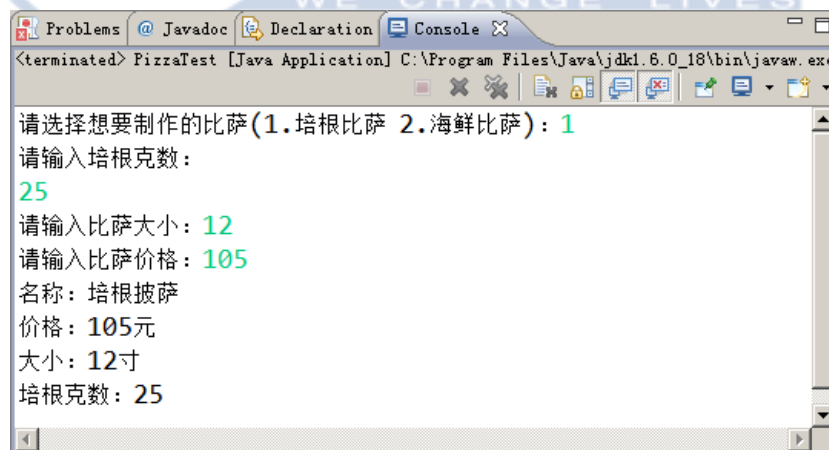 WE CHANGE LIVES
Problems @ Javadoc Declaration Console
<terminated> PizzaTest [Java Application] C:\Program Files\Java\jdk1.6.0_18\bin\javaw.exe
请选择想要制作的比萨(1.培根比萨 2.海鲜比萨)：1
请输入培根克数：
25
请输入比萨大小：12
请输入比萨价格：105
名称：培根披萨
价格：105元
大小：12寸
培根克数：25